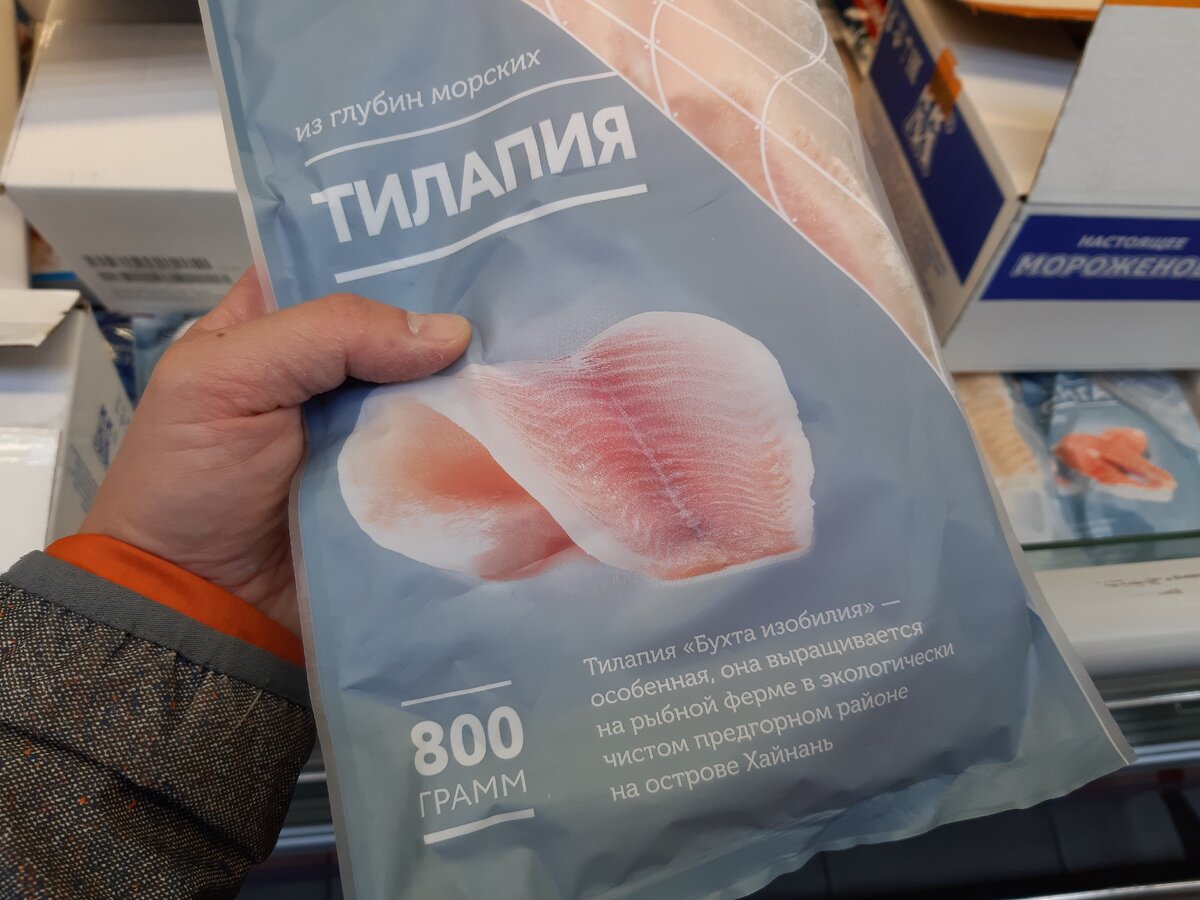 из глубин морских
ТИЛАПИЯ
Тилапия «Бухта изобилия» —
особенная, она выращивается
на рыбной ферме в экологически
чистом предгорном районе
на острове Хайнань
800
ГРАММ
НАСТОЯЩЕЕ
МОРОЖЕНО